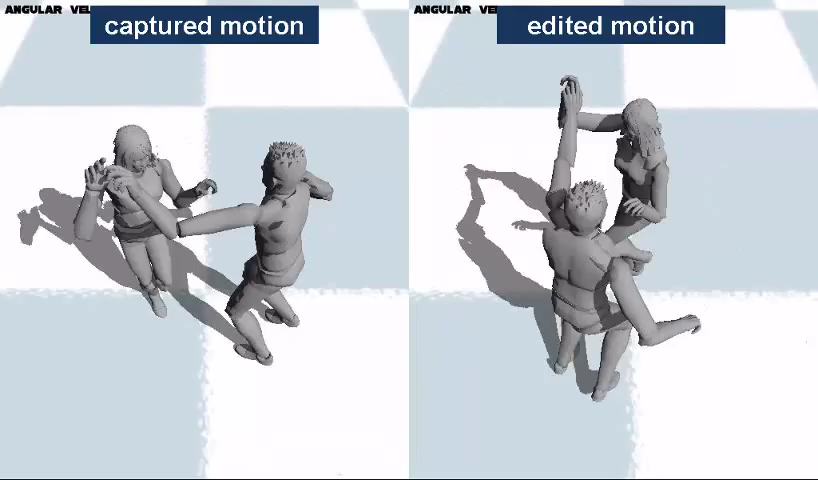 ANGULAR VEL
captured motion
ANGULAR VE
edited motion